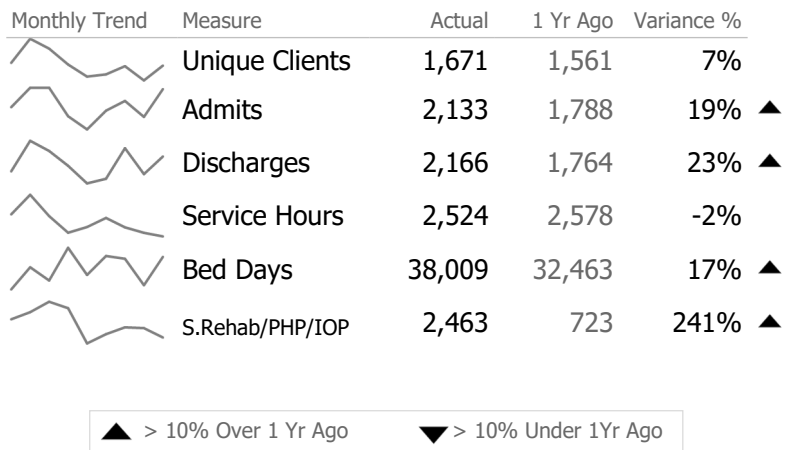 Monthly Trend Measure Actual 1 Yr Ago Variance %
Unique Clients 1,671 1,561 7%
Admits 2,133 1,788 19% ▲
Discharges 2,166 1,764 23% ▲
Service Hours 2,524 2,578 -2%
Bed Days 38,009 32,463 17% ▲
S.Rehab/PHP/IOP 2,463 723 241% ▲
▲ > 10% Over 1 Yr Ago ▼ > 10% Under 1Yr Ago